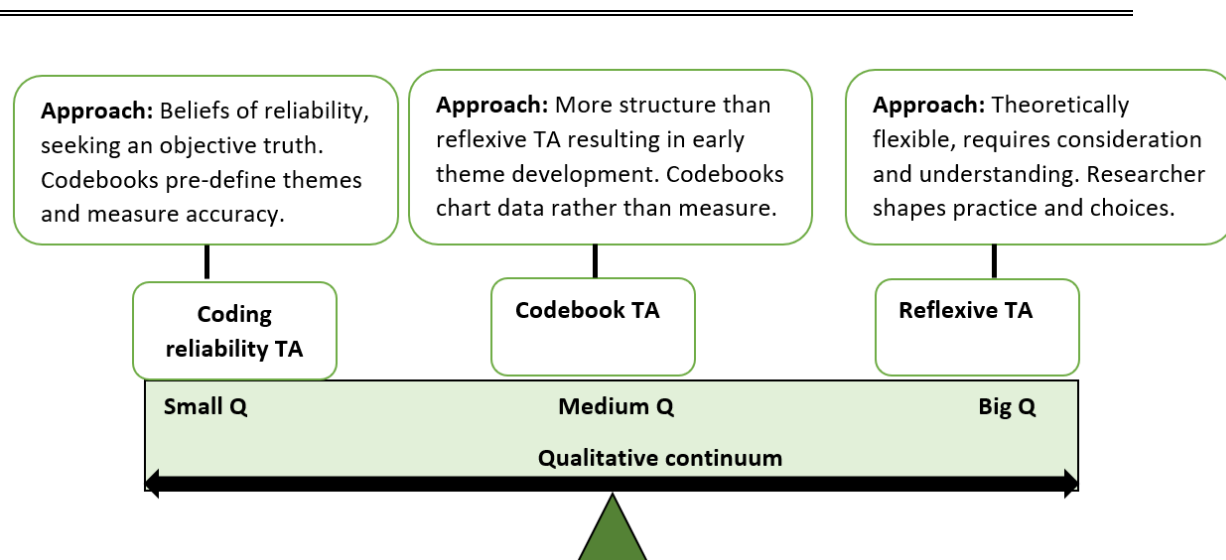 Approach: Beliefs of reliability,
seeking an objective truth.
Codebooks pre-define themes
and measure accuracy.
Approach: More structure than
reflexive TA resulting in early
theme development. Codebooks
chart data rather than measure.
Approach: Theoretically
flexible, requires consideration
and understanding. Researcher
shapes practice and choices.
Coding
reliability TA
Codebook TA
Reflexive TA
Small Q
Medium Q
Big Q
Qualitative continuum